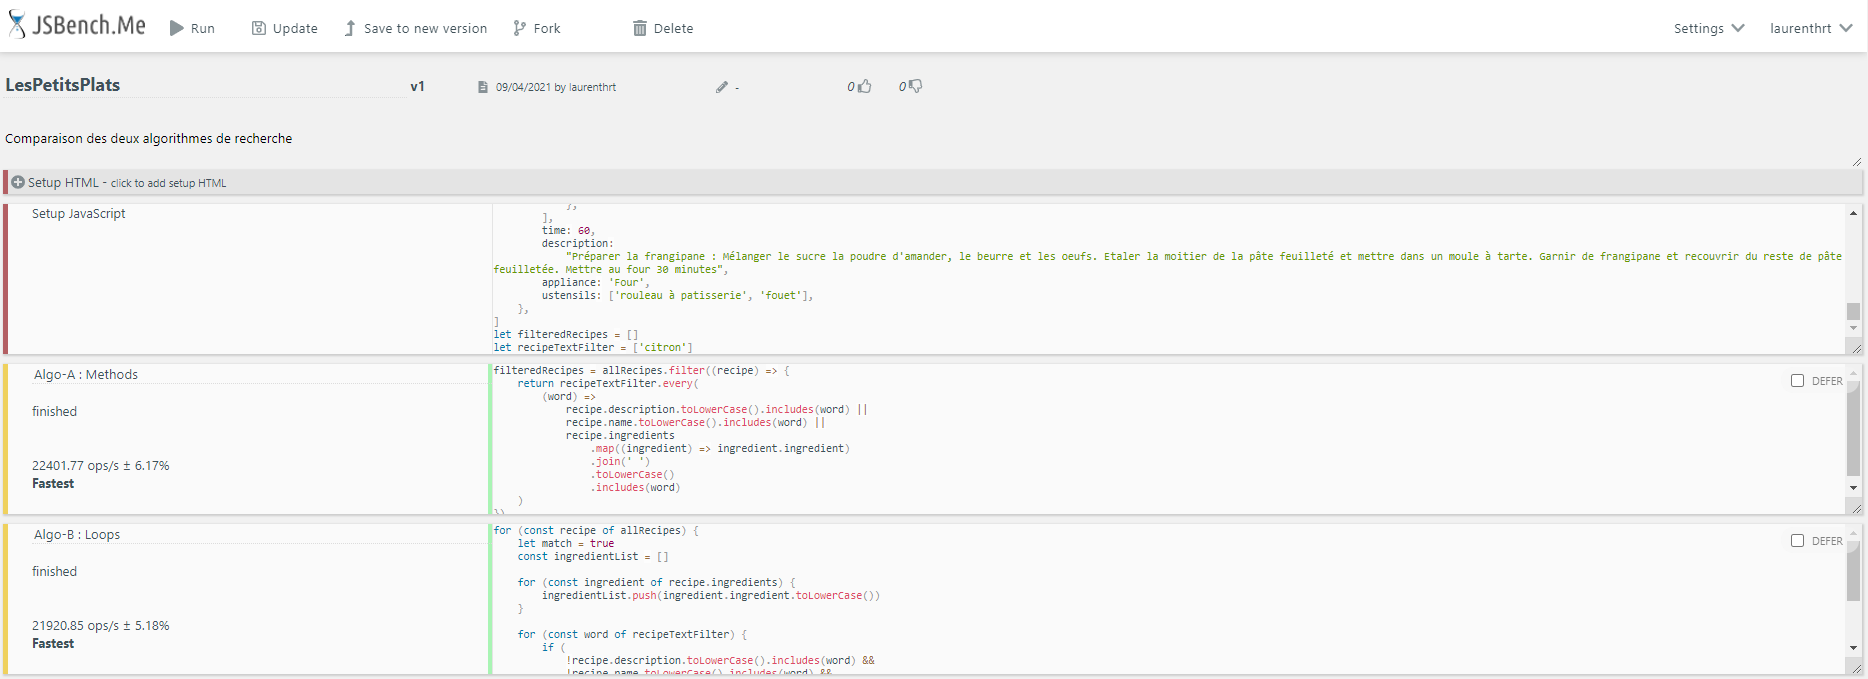 JSBench.Me Run Update Save to new version Fork Delete Settings laurenthrt
LesPetitsPlats v1 09/04/2021 by laurenthrt - 0 0
Comparaison des deux algorithmes de recherche
Setup HTML - click to add setup HTML
Setup JavaScript
},
],
time: 60,
description:
"Préparer la frangipane : Mélanger le sucre la poudre d'amander, le beurre et les oeufs. Etaler la moitier de la pâte feuilleté et mettre dans un moule à tarte. Garnir de frangipane et recouvrir du reste de pâte
feuilletée. Mettre au four 30 minutes",
appliance: 'Four',
ustensils: ['rouleau à patisserie', 'fouet'],
},
]
let filteredRecipes = []
let recipeTextFilter = ['citron']
Algo-A : Methods
finished
22401.77 ops/s ± 6.17%
Fastest
filteredRecipes = allRecipes.filter((recipe) => {
return recipeTextFilter.every(
(word) =>
recipe.description.toLowerCase().includes(word) ||
recipe.name.toLowerCase().includes(word) ||
recipe.ingredients
.map((ingredient) => ingredient.ingredient)
.join(' ')
.toLowerCase()
.includes(word)
)
})
DEFER
Algo-B : Loops
finished
21920.85 ops/s ± 5.18%
Fastest
for (const recipe of allRecipes) {
let match = true
const ingredientList = []
for (const ingredient of recipe.ingredients) {
ingredientList.push(ingredient.ingredient.toLowerCase())
}
for (const word of recipeTextFilter) {
if (
!recipe.description.toLowerCase().includes(word) &&
!recipe.name.toLowerCase().includes(word) &&
DEFER